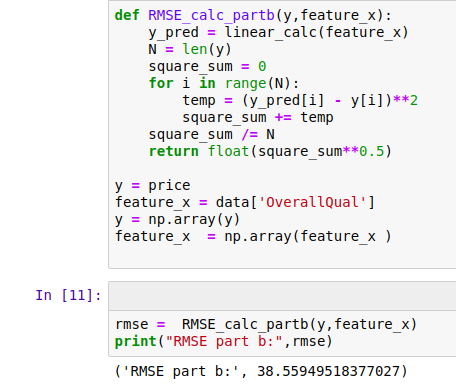 def RMSE_calc_partb(y,feature_x):
    y_pred = linear_calc(feature_x)
    N = len(y)
    square_sum = 0
    for i in range(N):
        temp = (y_pred[i] - y[i])**2
        square_sum += temp
    square_sum /= N
    return float(square_sum**0.5)

y = price
feature_x = data['OverallQual']
y = np.array(y)
feature_x  = np.array(feature_x )
In [11]:
rmse =  RMSE_calc_partb(y,feature_x)
print("RMSE part b:",rmse)
('RMSE part b:', 38.55949518377027)